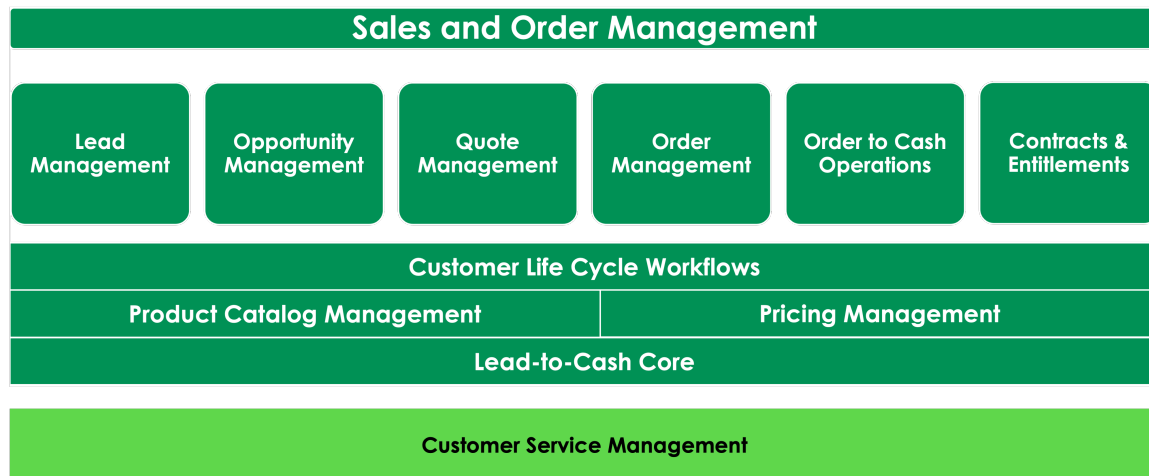 Sales and Order Management
Lead
Management
Opportunity
Management
Quote
Management
Order
Management
Order to Cash
Operations
Contracts &
Entitlements
Customer Life Cycle Workflows
Product Catalog Management
Pricing Management
Lead-to-Cash Core
Customer Service Management